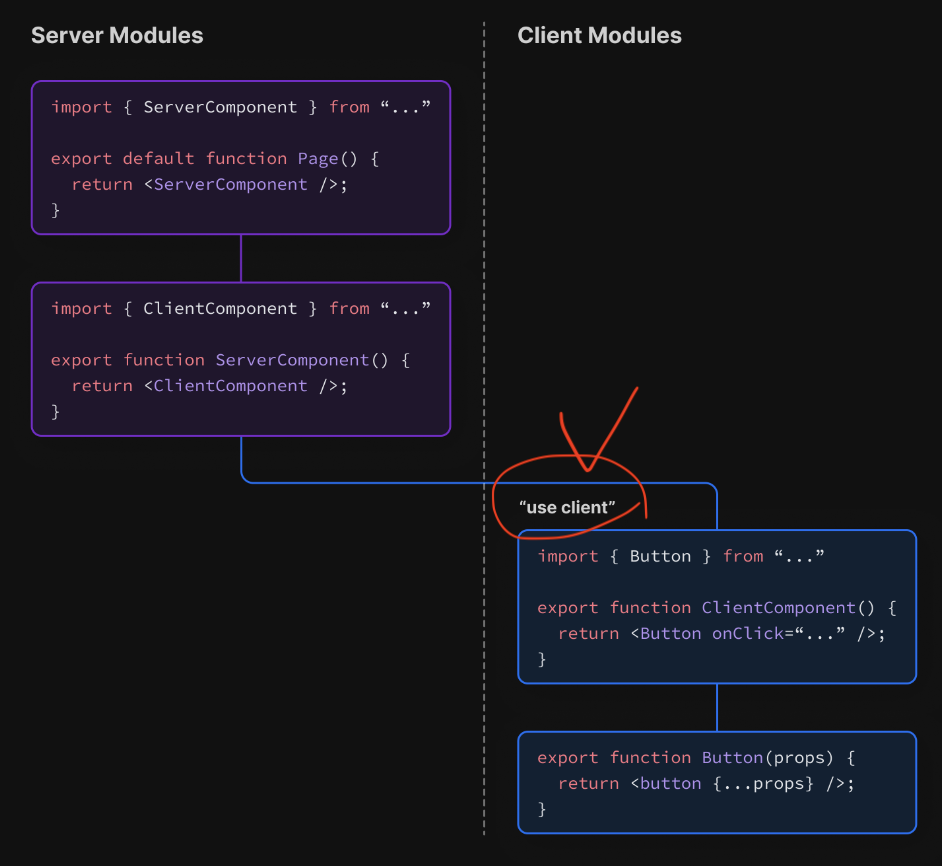 Server Modules
Client Modules
import { ServerComponent } from “...”
export default function Page() {
return <ServerComponent />;
}
import { ClientComponent } from “...”
export function ServerComponent() {
return <ClientComponent />;
}
“use client”
import { Button } from “...”
export function ClientComponent() {
return <Button onClick=“...” />;
}
export function Button(props) {
return <button {...props} />;
}